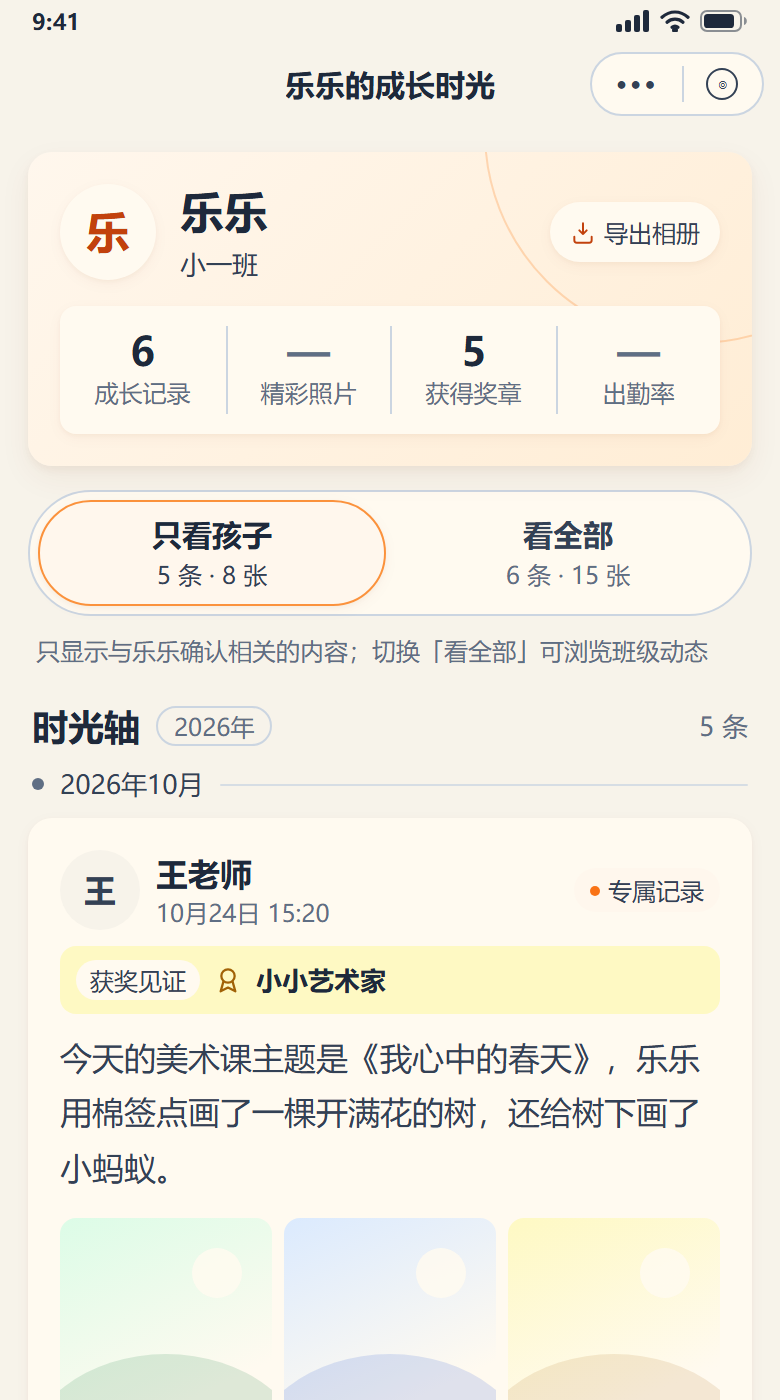 9:41
乐乐的成长时光
乐
乐乐
小一班
导出相册
6
成长记录
—
精彩照片
5
获得奖章
—
出勤率
只看孩子
5 条 · 8 张
看全部
6 条 · 15 张
只显示与乐乐确认相关的内容；切换「看全部」可浏览班级动态
时光轴
2026年
5 条
2026年10月
王
王老师
10月24日 15:20
专属记录
获奖见证
小小艺术家
今天的美术课主题是《我心中的春天》，乐乐
用棉签点画了一棵开满花的树，还给树下画了
小蚂蚁。